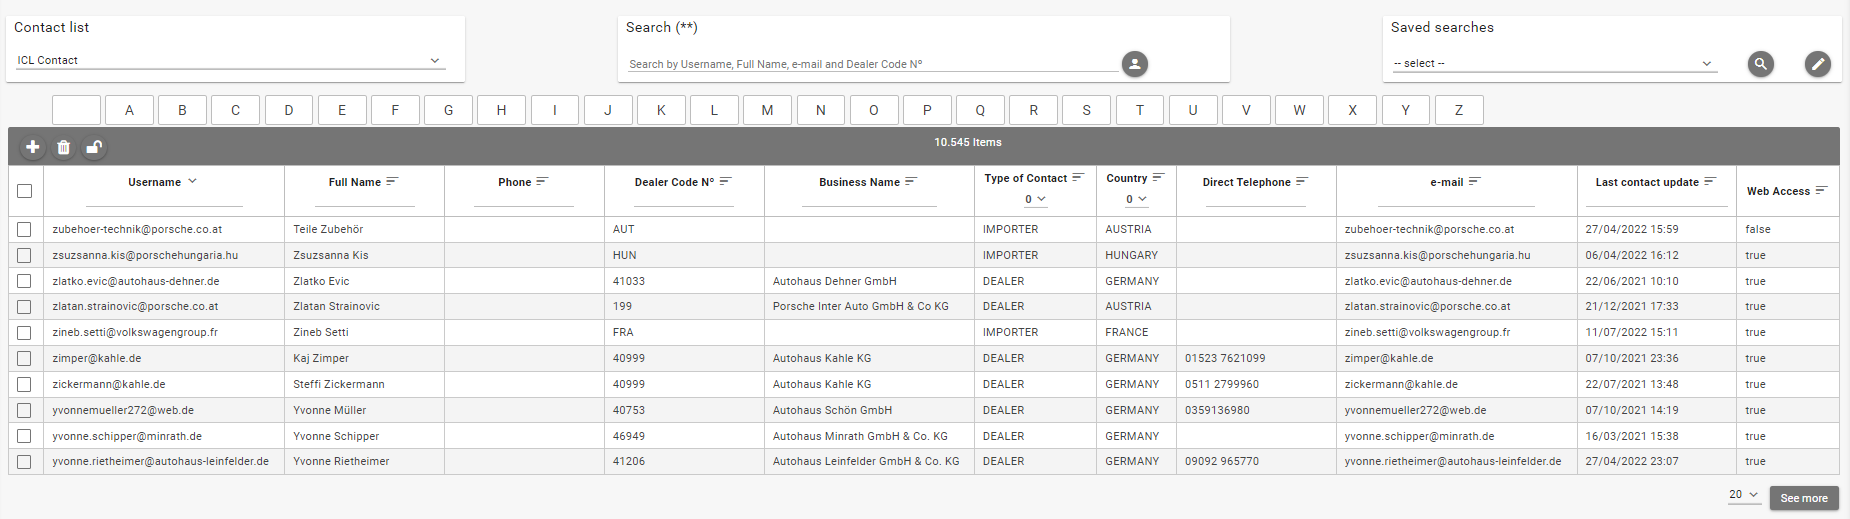 Contact list
ICL Contact
Search (**)
Search by Username, Full Name, e-mail and Dealer Code Nº
Saved searches
-- select --
A B C D E F G H I J K L M N O P Q R S T U V W X Y Z
10.545 Items
Username Full Name Phone Dealer Code Nº Business Name Type of Contact 0 Country 0 Direct Telephone e-mail Last contact update Web Access
zubehoer-technik@porsche.co.at Teile Zubehör AUT IMPORTER AUSTRIA zubehoer-technik@porsche.co.at 27/04/2022 15:59 false
zsuzsanna.kis@porschehungaria.hu Zsuzsanna Kis HUN IMPORTER HUNGARY zsuzsanna.kis@porschehungaria.hu 06/04/2022 16:12 true
zlatko.evic@autohaus-dehner.de Zlatko Evic 41033 Autohaus Dehner GmbH DEALER GERMANY zlatko.evic@autohaus-dehner.de 22/06/2021 10:10 true
zlatan.strainovic@porsche.co.at Zlatan Strainovic 199 Porsche Inter Auto GmbH & Co KG DEALER AUSTRIA zlatan.strainovic@porsche.co.at 21/12/2021 17:33 true
zineb.setti@volkswagengroup.fr Zineb Setti FRA IMPORTER FRANCE zineb.setti@volkswagengroup.fr 11/07/2022 15:11 true
zimper@kahle.de Kaj Zimper 40999 Autohaus Kahle KG DEALER GERMANY 01523 7621099 zimper@kahle.de 07/10/2021 23:36 true
zickermann@kahle.de Steffi Zickermann 40999 Autohaus Kahle KG DEALER GERMANY 0511 2799960 zickermann@kahle.de 22/07/2021 13:48 true
yvonnemueller272@web.de Yvonne Müller 40753 Autohaus Schön GmbH DEALER GERMANY 0359136980 yvonnemueller272@web.de 07/10/2021 14:19 true
yvonne.schipper@minrath.de Yvonne Schipper 46949 Autohaus Minrath GmbH & Co. KG DEALER GERMANY yvonne.schipper@minrath.de 16/03/2021 15:38 true
yvonne.rietheimer@autohaus-leinfelder.de Yvonne Rietheimer 41206 Autohaus Leinfelder GmbH & Co. KG DEALER GERMANY 09092 965770 yvonne.rietheimer@autohaus-leinfelder.de 27/04/2022 23:07 true
20 See more